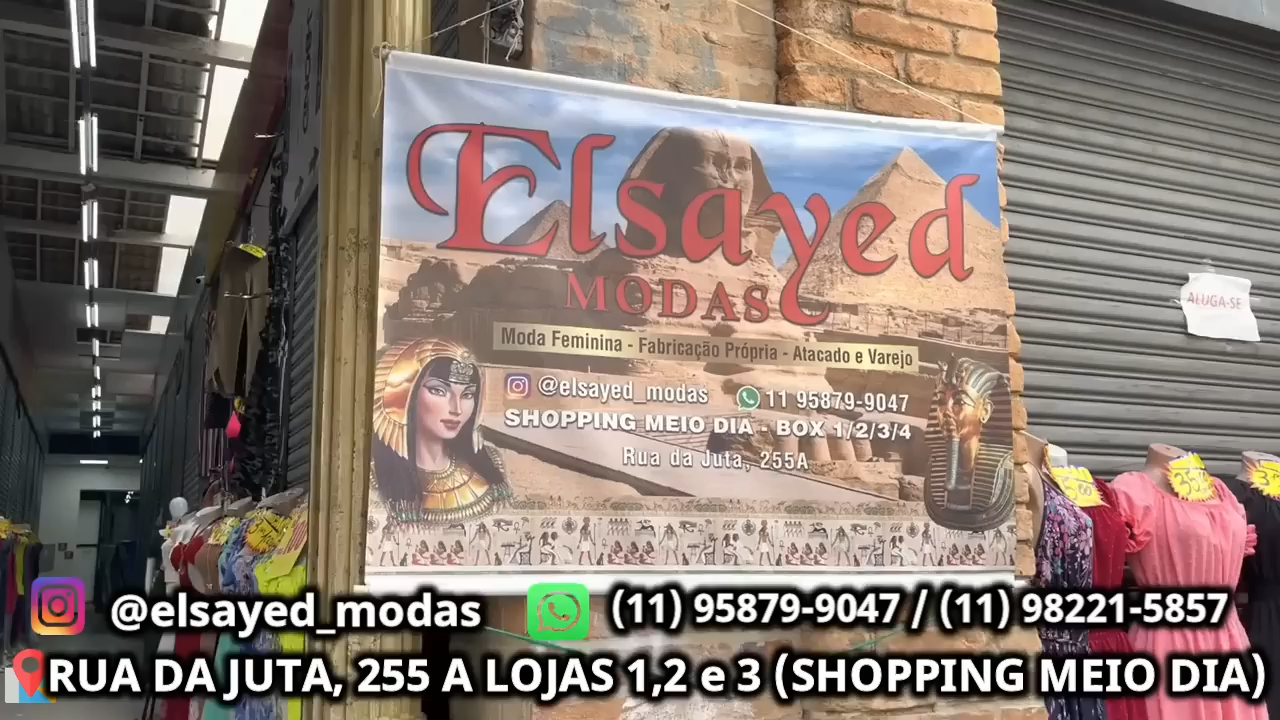 Elsayed
MODAS
Moda Feminina - Fabricação Própria - Atacado e Varejo
@elsayed_modas 11 95879-9047
SHOPPING MEIO DIA - BOX 1/2/3/4
Rua da Juta, 255A
ALUGA-SE
35,00
@elsayed_modas (11) 95879-9047 / (11) 98221-5857
RUA DA JUTA, 255 A LOJAS 1,2 e 3 (SHOPPING MEIO DIA)